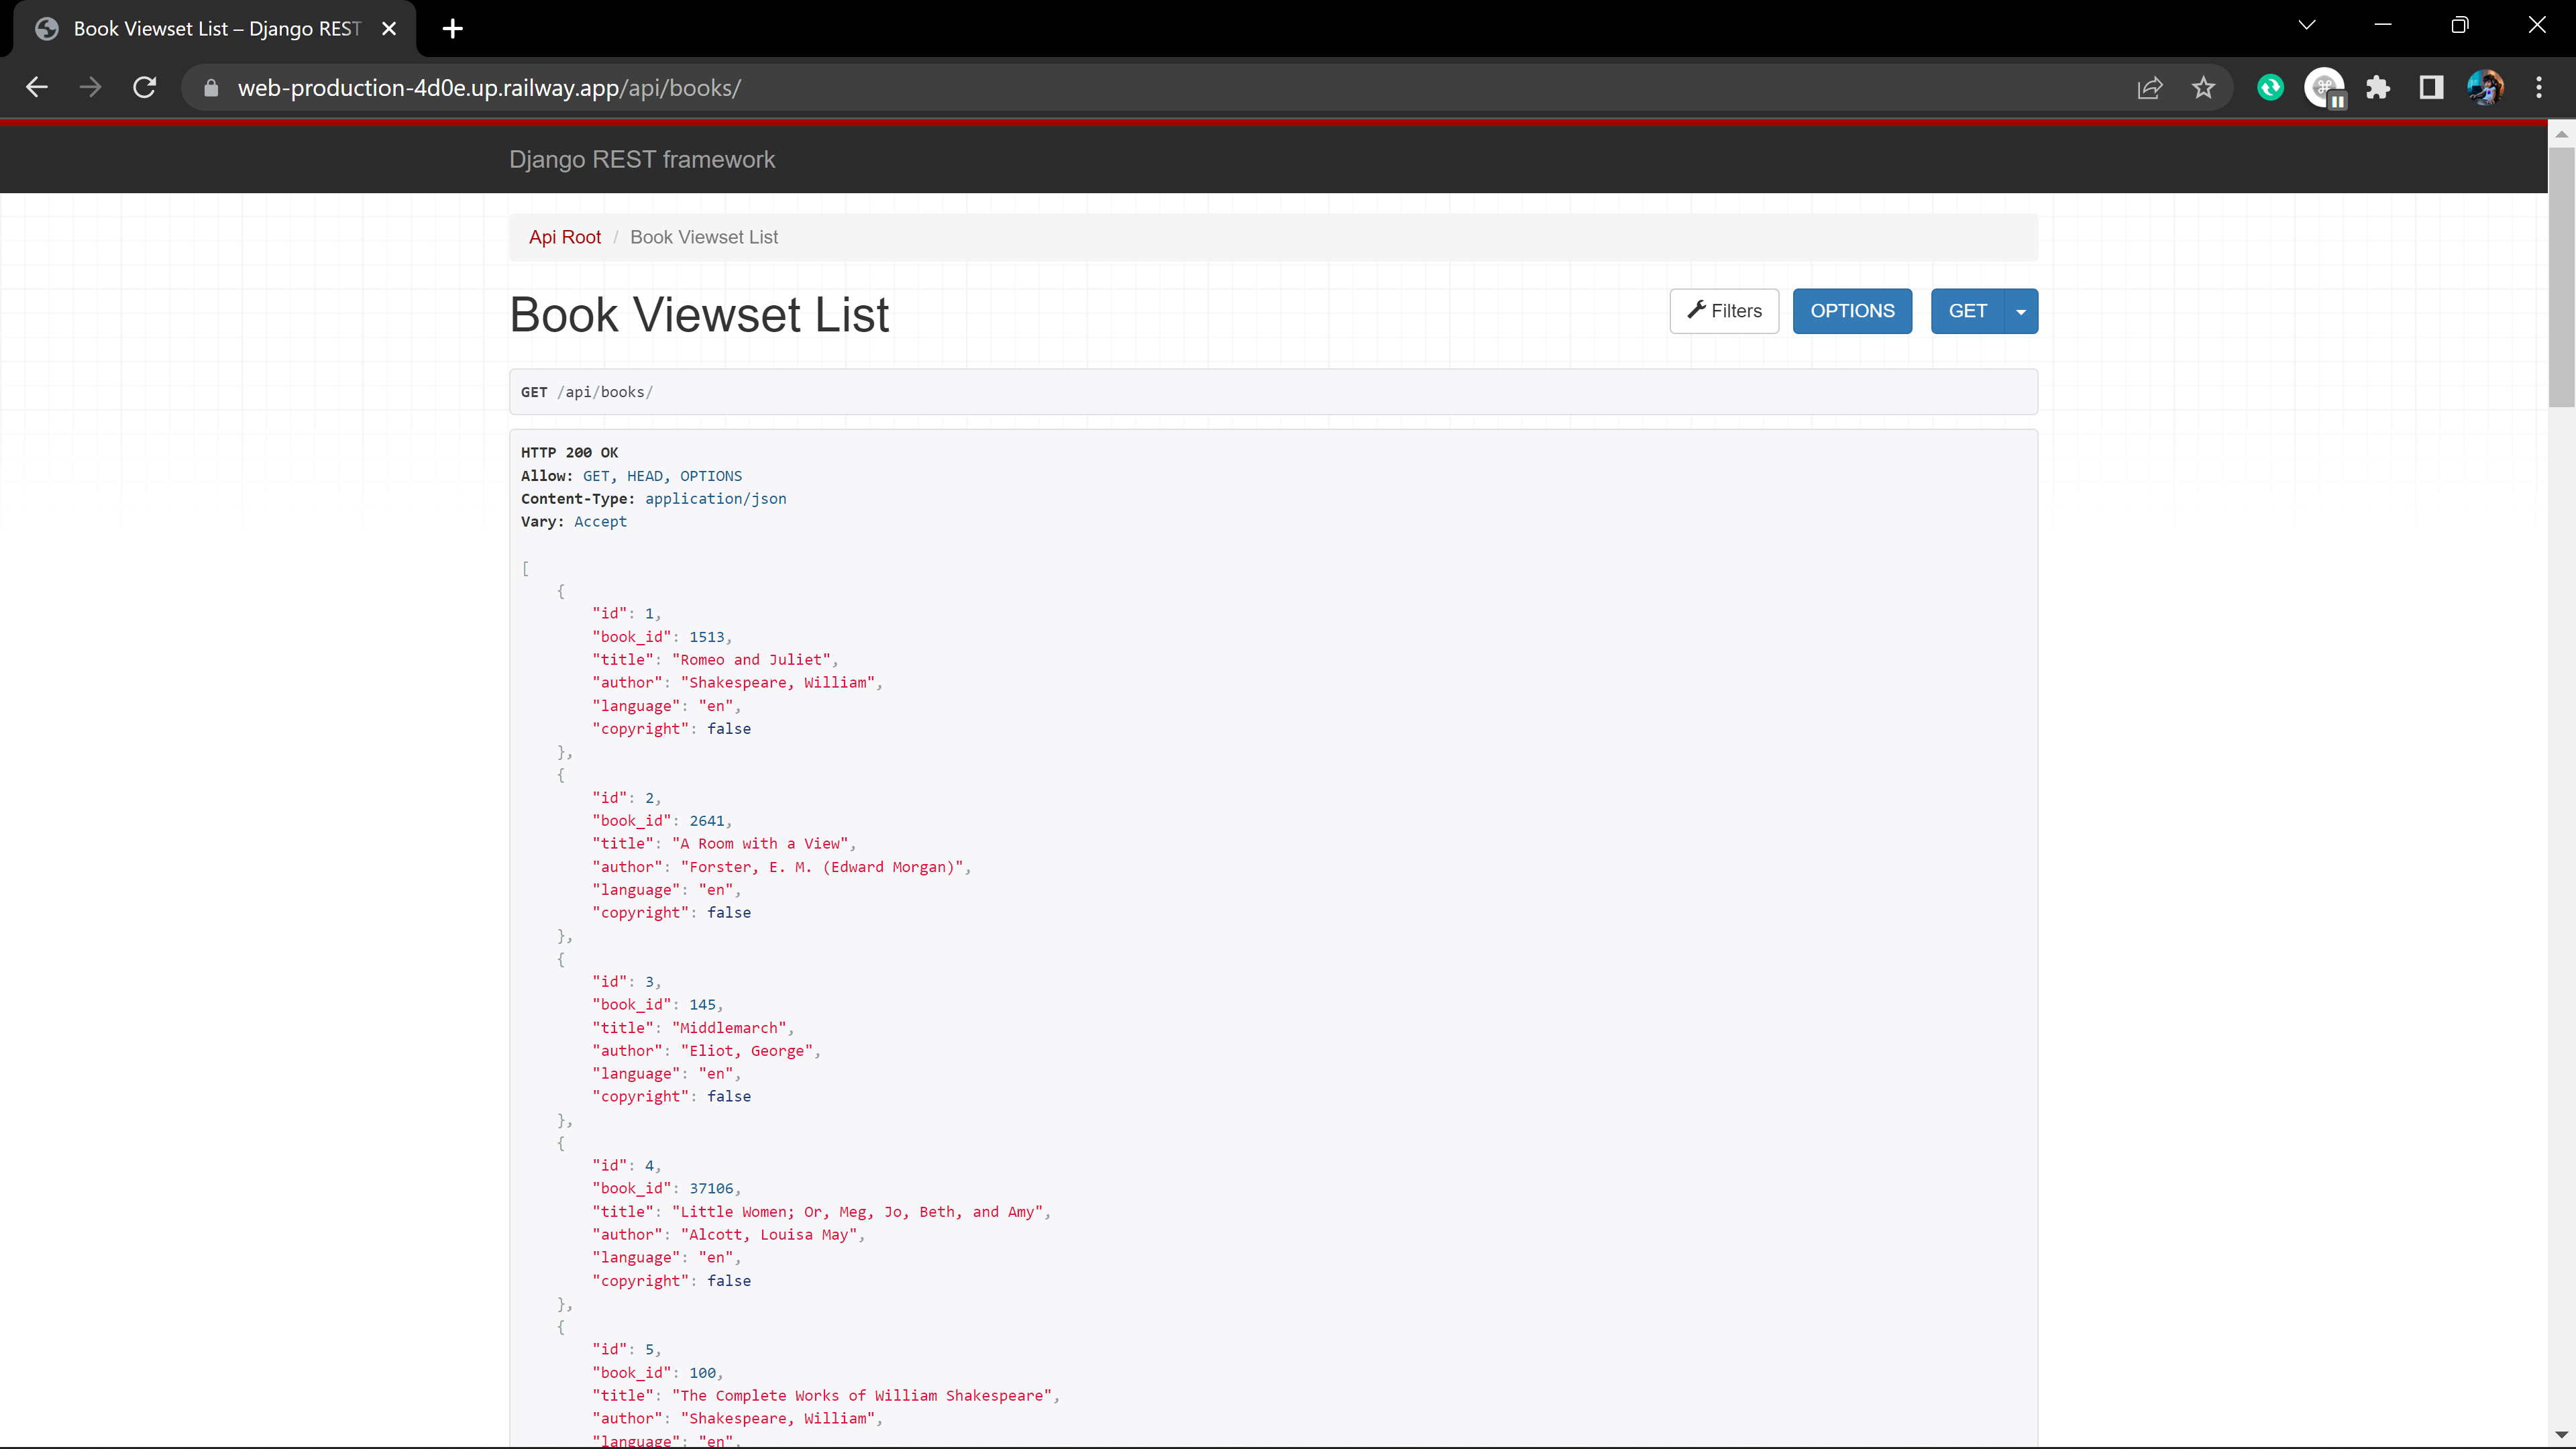 Book Viewset List – Django REST
web-production-4d0e.up.railway.app/api/books/
Django REST framework
Api Root / Book Viewset List
Book Viewset List
Filters
OPTIONS
GET
GET /api/books/
HTTP 200 OK
Allow: GET, HEAD, OPTIONS
Content-Type: application/json
Vary: Accept
[
    {
        "id": 1,
        "book_id": 1513,
        "title": "Romeo and Juliet",
        "author": "Shakespeare, William",
        "language": "en",
        "copyright": false
    },
    {
        "id": 2,
        "book_id": 2641,
        "title": "A Room with a View",
        "author": "Forster, E. M. (Edward Morgan)",
        "language": "en",
        "copyright": false
    },
    {
        "id": 3,
        "book_id": 145,
        "title": "Middlemarch",
        "author": "Eliot, George",
        "language": "en",
        "copyright": false
    },
    {
        "id": 4,
        "book_id": 37106,
        "title": "Little Women; Or, Meg, Jo, Beth, and Amy",
        "author": "Alcott, Louisa May",
        "language": "en",
        "copyright": false
    },
    {
        "id": 5,
        "book_id": 100,
        "title": "The Complete Works of William Shakespeare",
        "author": "Shakespeare, William",
        "language": "en",